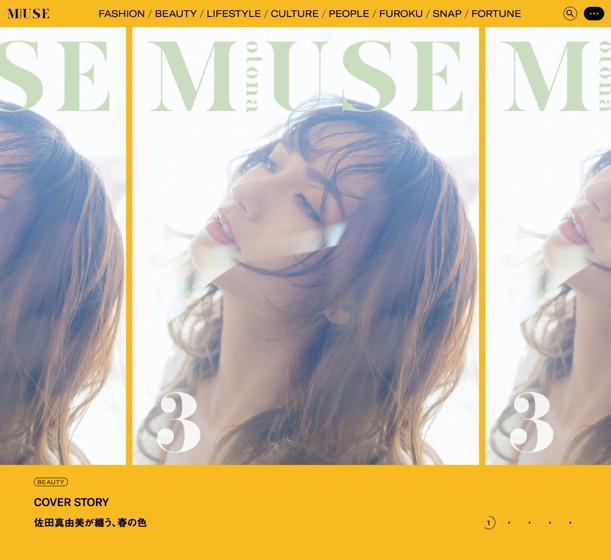 MUSE
FASHION / BEAUTY / LIFESTYLE / CULTURE / PEOPLE / FUROKU / SNAP / FORTUNE
SE
MUSE
otona
M
otona
3
3
BEAUTY
COVER STORY
佐田真由美が纏う、春の色
1